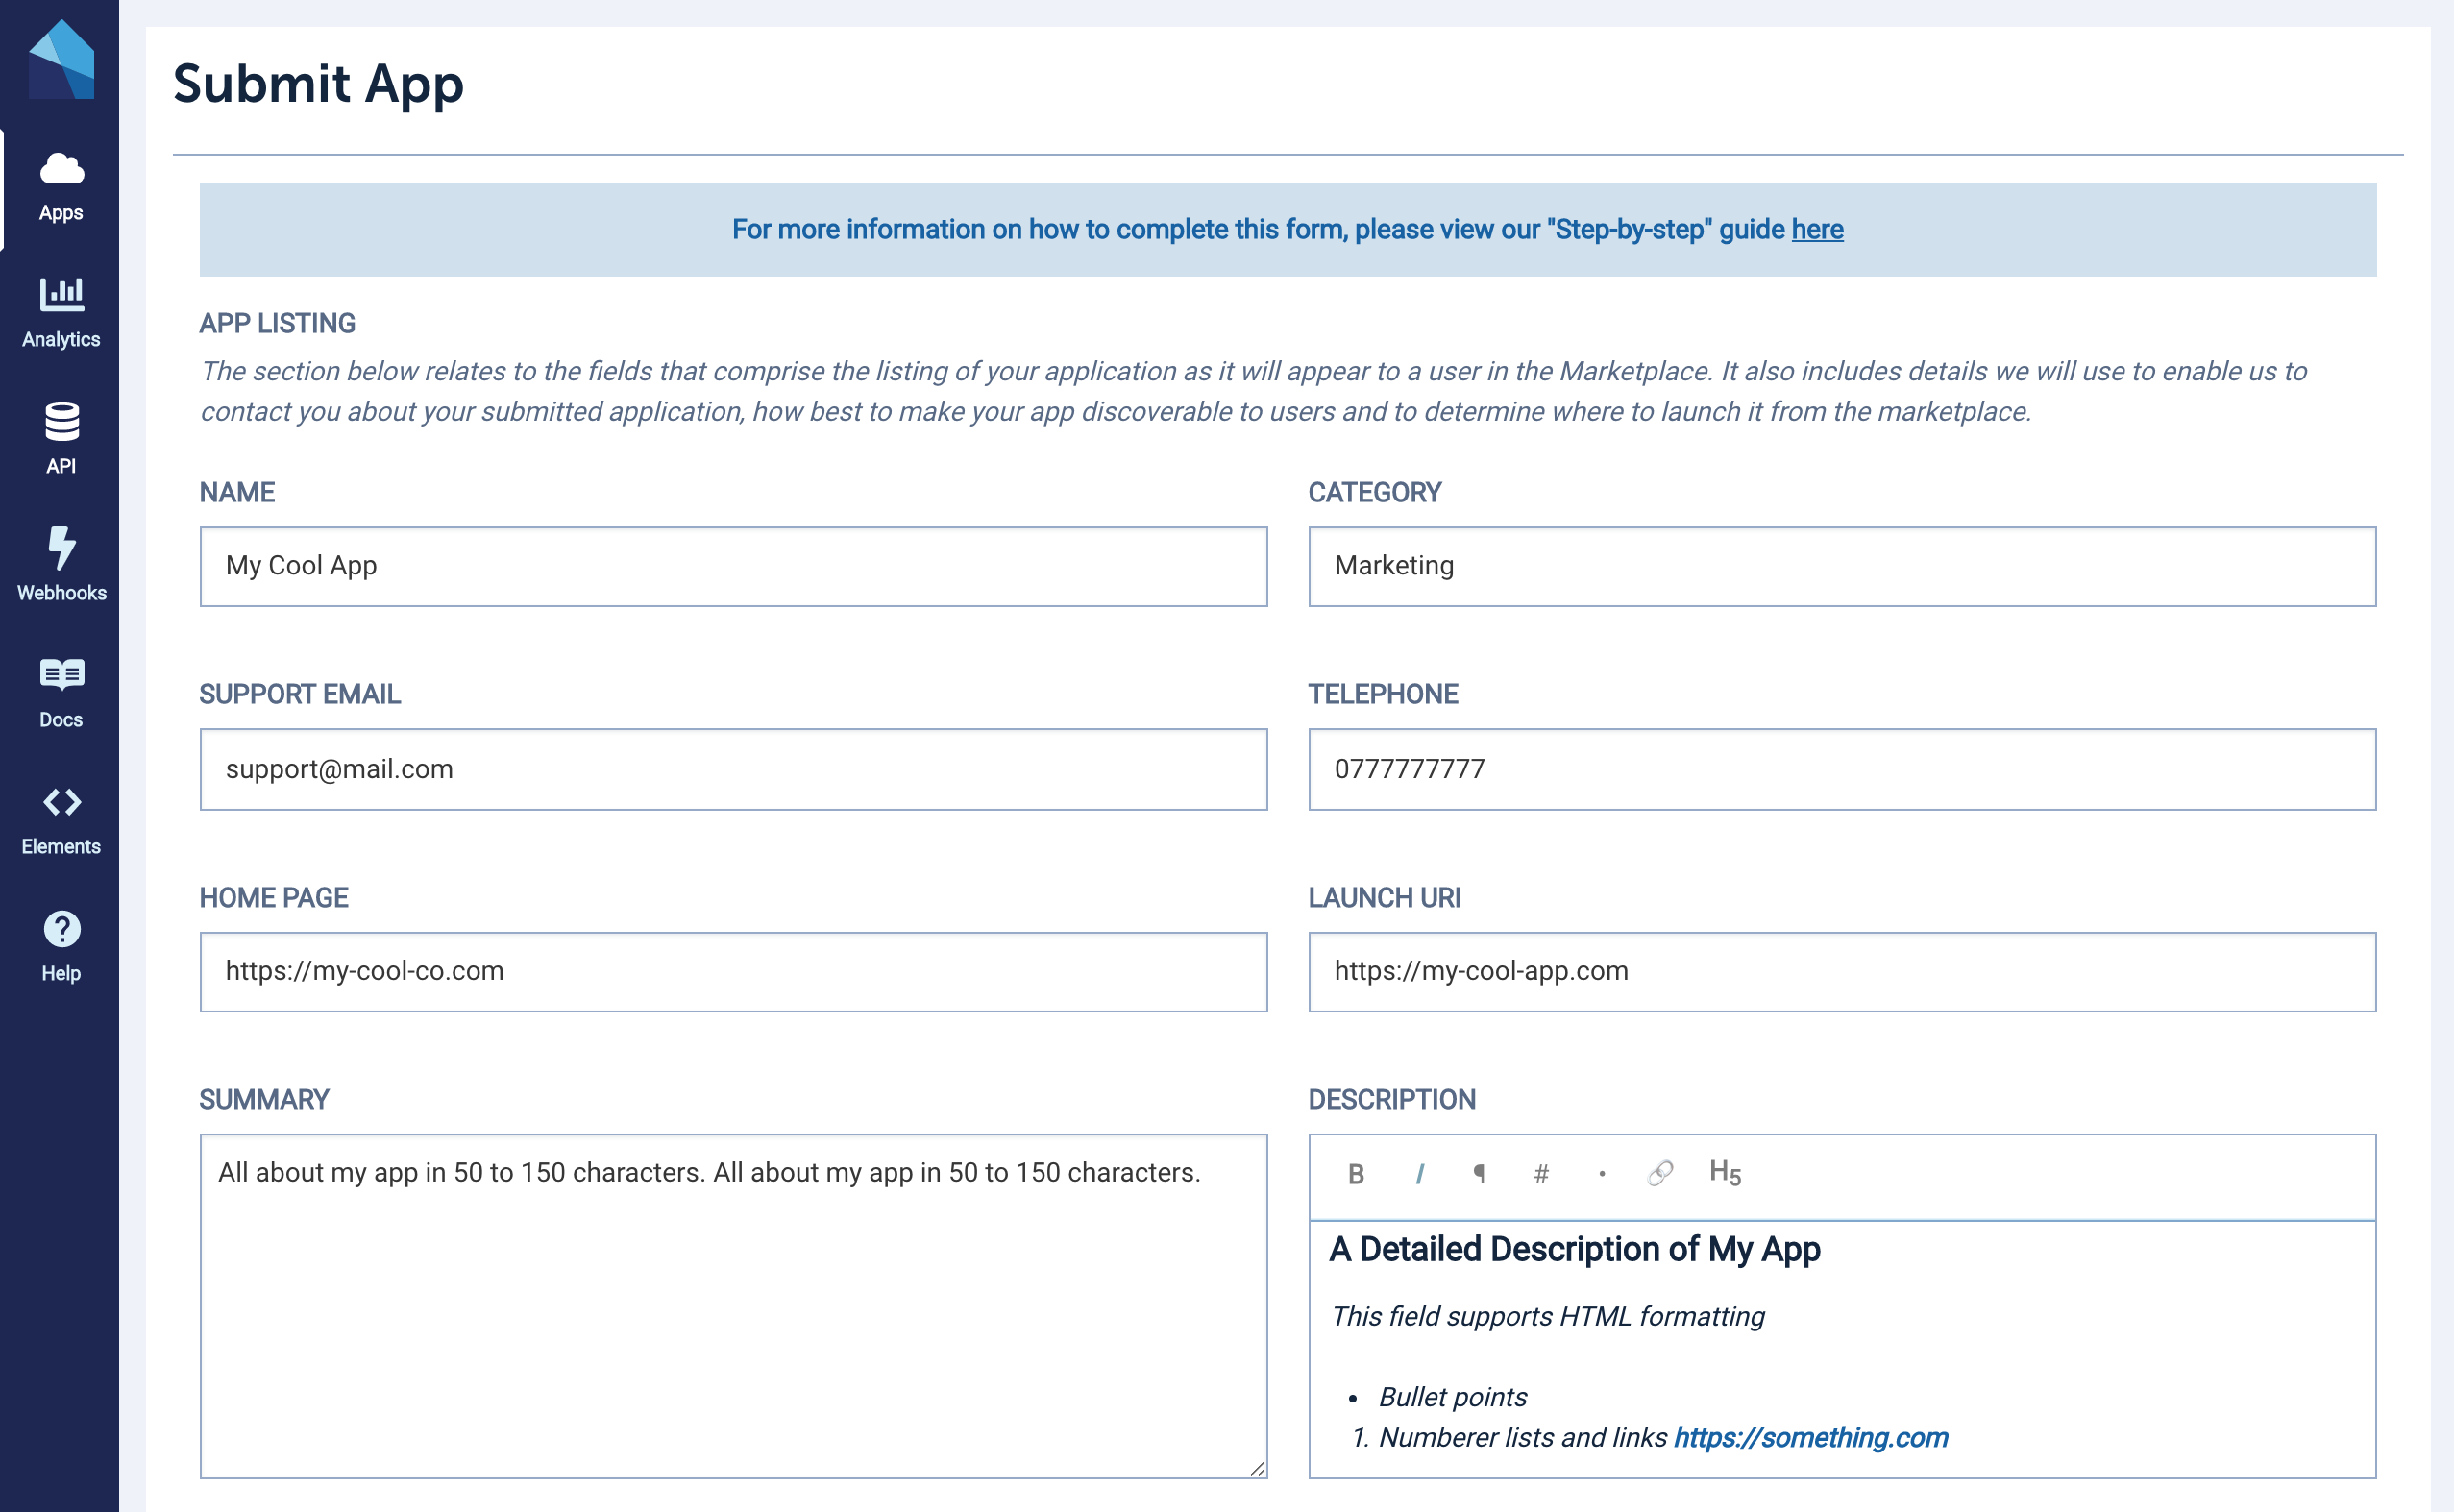 Submit App
Apps
Analytics
API
Webhooks
Docs
Elements
Help
For more information on how to complete this form, please view our "Step-by-step" guide here
APP LISTING
The section below relates to the fields that comprise the listing of your application as it will appear to a user in the Marketplace. It also includes details we will use to enable us to
contact you about your submitted application, how best to make your app discoverable to users and to determine where to launch it from the marketplace.
NAME
My Cool App
CATEGORY
Marketing
SUPPORT EMAIL
support@mail.com
TELEPHONE
0777777777
HOME PAGE
https://my-cool-co.com
LAUNCH URI
https://my-cool-app.com
SUMMARY
All about my app in 50 to 150 characters. All about my app in 50 to 150 characters.
DESCRIPTION
B I ¶ # · H5
A Detailed Description of My App
This field supports HTML formatting
• Bullet points
1. Numberer lists and links https://something.com